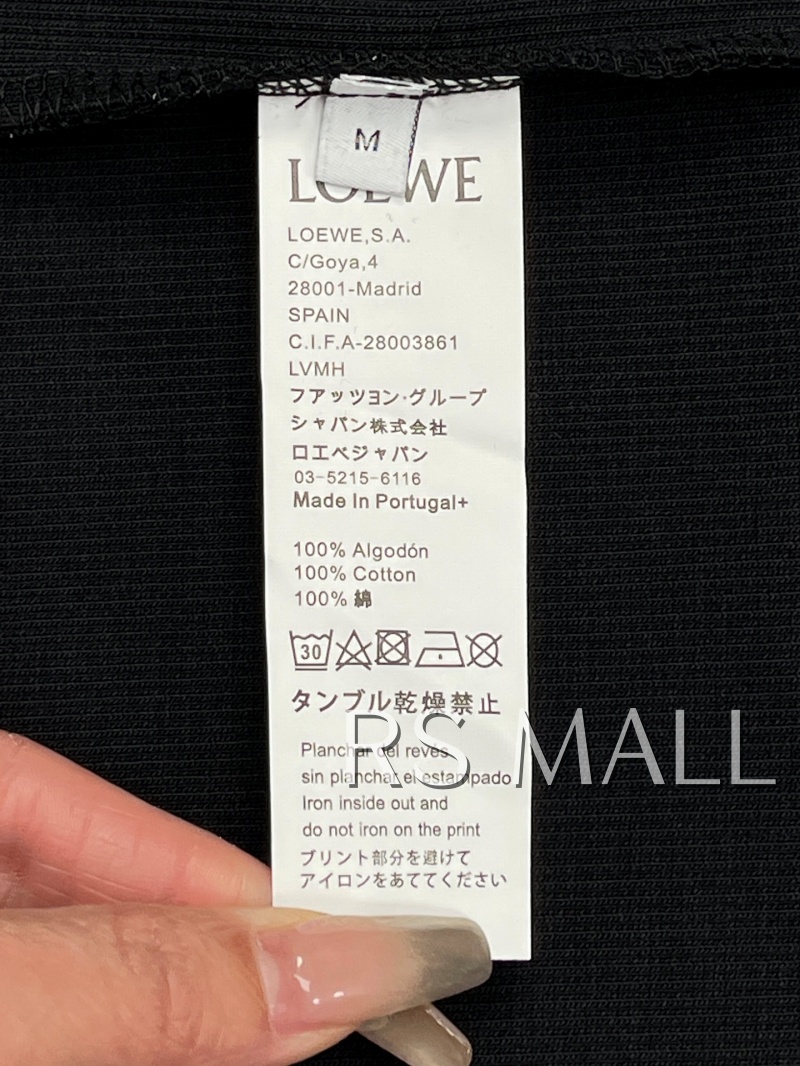 M
LOEWE
LOEWE,S.A.
C/Goya,4
28001-Madrid
SPAIN
C.I.F.A-28003861
LVMH
フアッツヨン·グループ
シャパン株式会社
ロエベジャパン
03-5215-6116
Made In Portugal+
100% Algodón
100% Cotton
100% 綿
30
タンブル乾燥禁止
RS MALL
Planchar del reves
sin planchar el estampado
Iron inside out and
do not iron on the print
プリント部分を避けて
アイロンをあててください